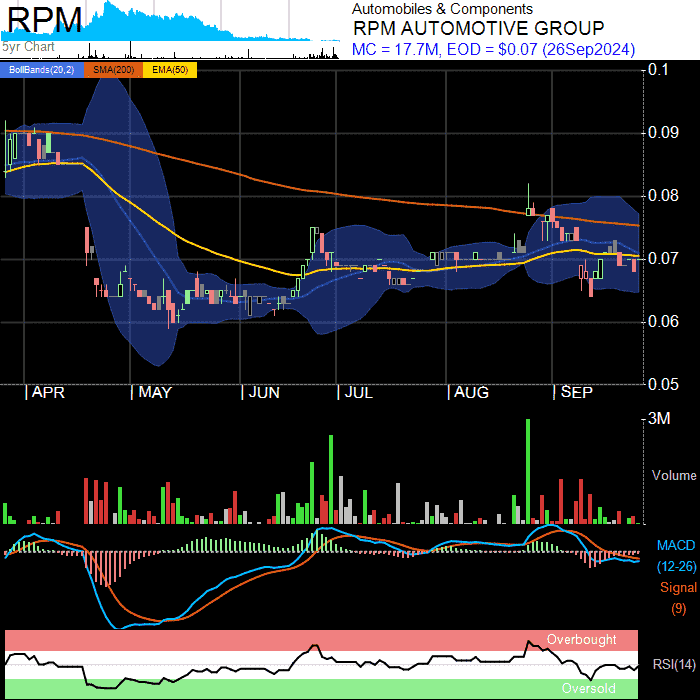 RPM
5yr Chart
Automobiles & Components
RPM AUTOMOTIVE GROUP
MC = 17.7M, EOD = $0.07 (26Sep2024)
BollBands(20,2) SMA(200) EMA(50)
0.1
0.09
0.08
0.07
0.06
0.05
APR MAY JUN JUL AUG SEP
3M
Volume
MACD
(12-26)
Signal
(9)
Overbought
RSI(14)
Oversold